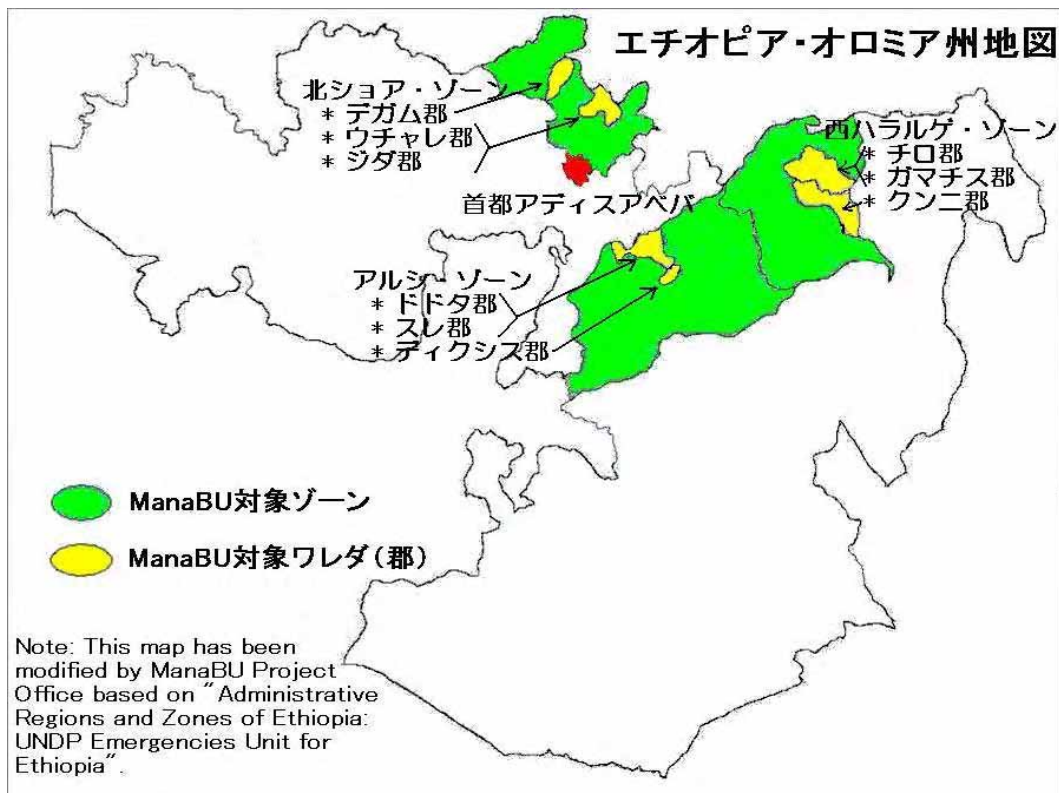 エチオピア・オロミア州地図
北ショア・ゾーン
* デガム郡
* ウチャレ郡
* ジダ郡
西ハラルゲ・ゾーン
* チロ郡
* ガマチス郡
* クンニ郡
首都アディスアベバ
アルシ・ゾーン
* ドドタ郡
* スレ郡
* ディクシス郡
ManaBU対象ゾーン
ManaBU対象ワレダ(郡)
Note: This map has been
modified by ManaBU Project
Office based on "Administrative
Regions and Zones of Ethiopia:
UNDP Emergencies Unit for
Ethiopia".